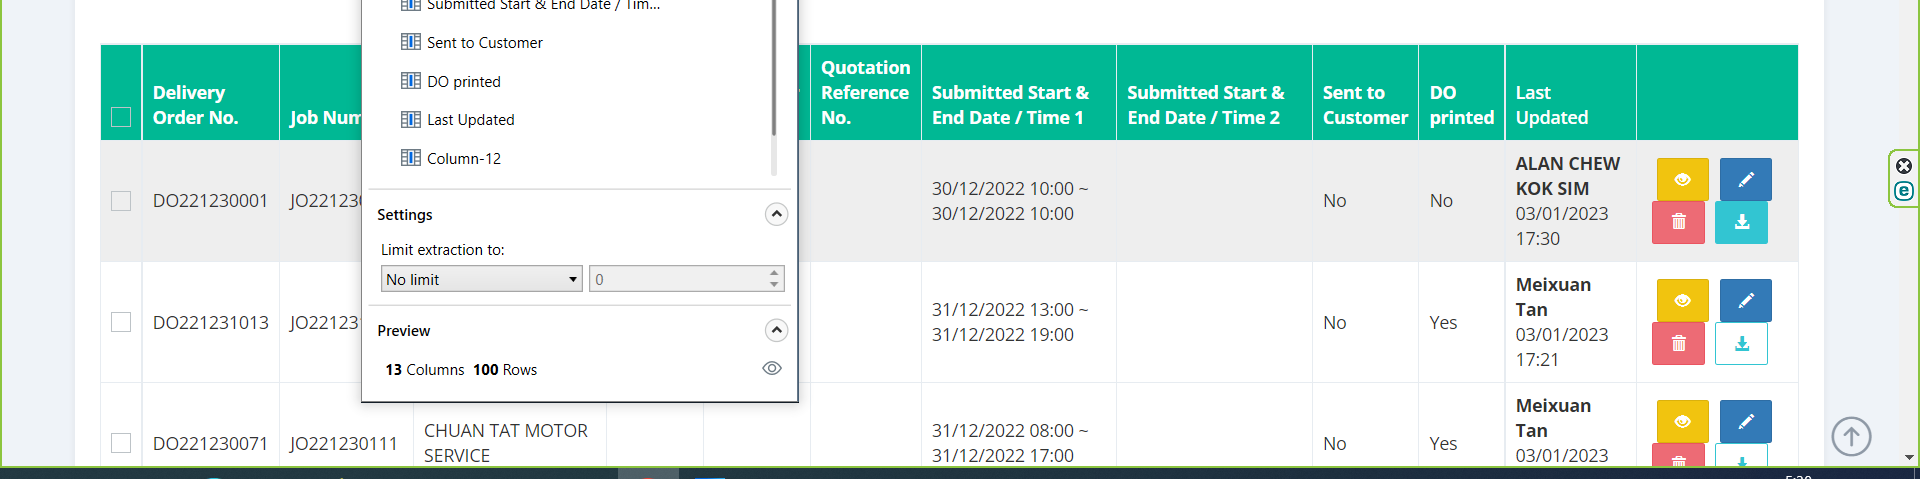 Submitted Start & End Date / Tim...
Sent to Customer
DO printed
Last Updated
Column-12
Settings
Limit extraction to:
No limit
0
Preview
13 Columns 100 Rows
Delivery
Order No.
Job Num
Quotation
Reference
No.
Submitted Start &
End Date / Time 1
Submitted Start &
End Date / Time 2
Sent to
Customer
DO
printed
Last
Updated
DO221230001
JO22123
30/12/2022 10:00 ~
30/12/2022 10:00
No
No
ALAN CHEW
KOK SIM
03/01/2023
17:30
DO221231013
JO22123
31/12/2022 13:00 ~
31/12/2022 19:00
No
Yes
Meixuan
Tan
03/01/2023
17:21
DO221230071
JO221230111
CHUAN TAT MOTOR
SERVICE
31/12/2022 08:00 ~
31/12/2022 17:00
No
Yes
Meixuan
Tan
03/01/2023